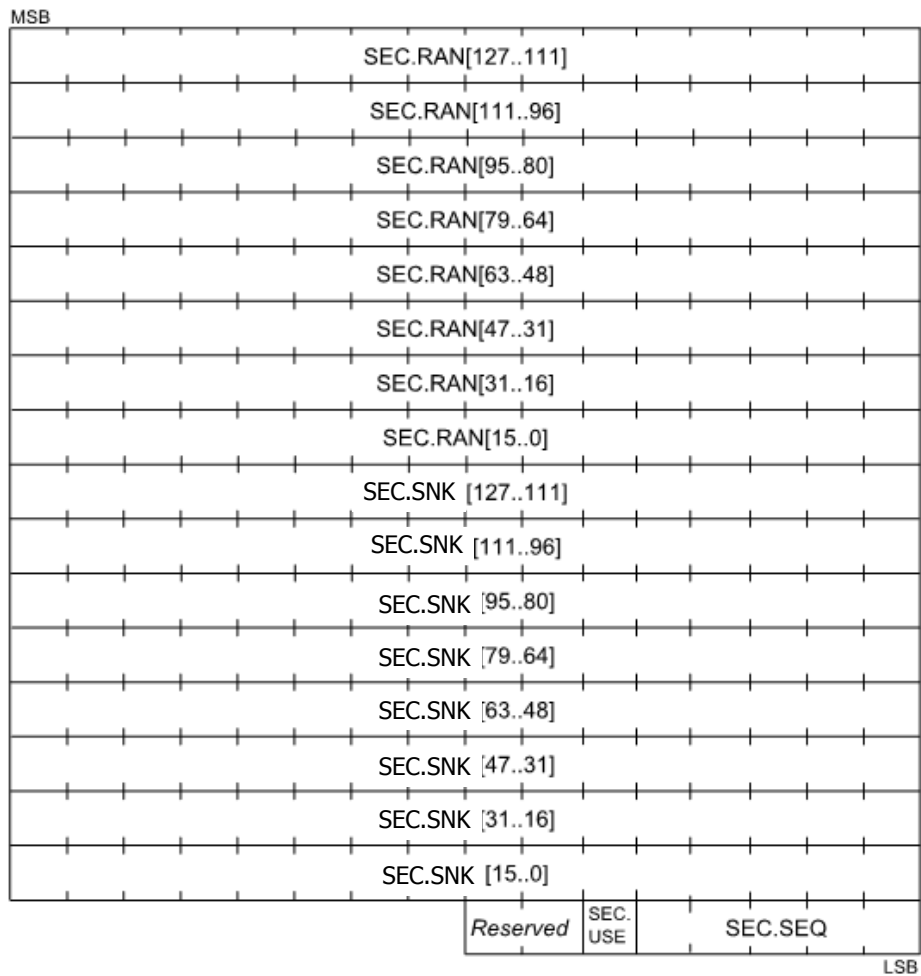 MSB
SEC.RAN[127..111]
SEC.RAN[111..96]
SEC.RAN[95..80]
SEC.RAN[79..64]
SEC.RAN[63..48]
SEC.RAN[47..31]
SEC.RAN[31..16]
SEC.RAN[15..0]
SEC.SNK [127..111]
SEC.SNK [111..96]
SEC.SNK [95..80]
SEC.SNK [79..64]
SEC.SNK [63..48]
SEC.SNK [47..31]
SEC.SNK [31..16]
SEC.SNK [15..0]
Reserved SEC. USE SEC.SEQ
LSB